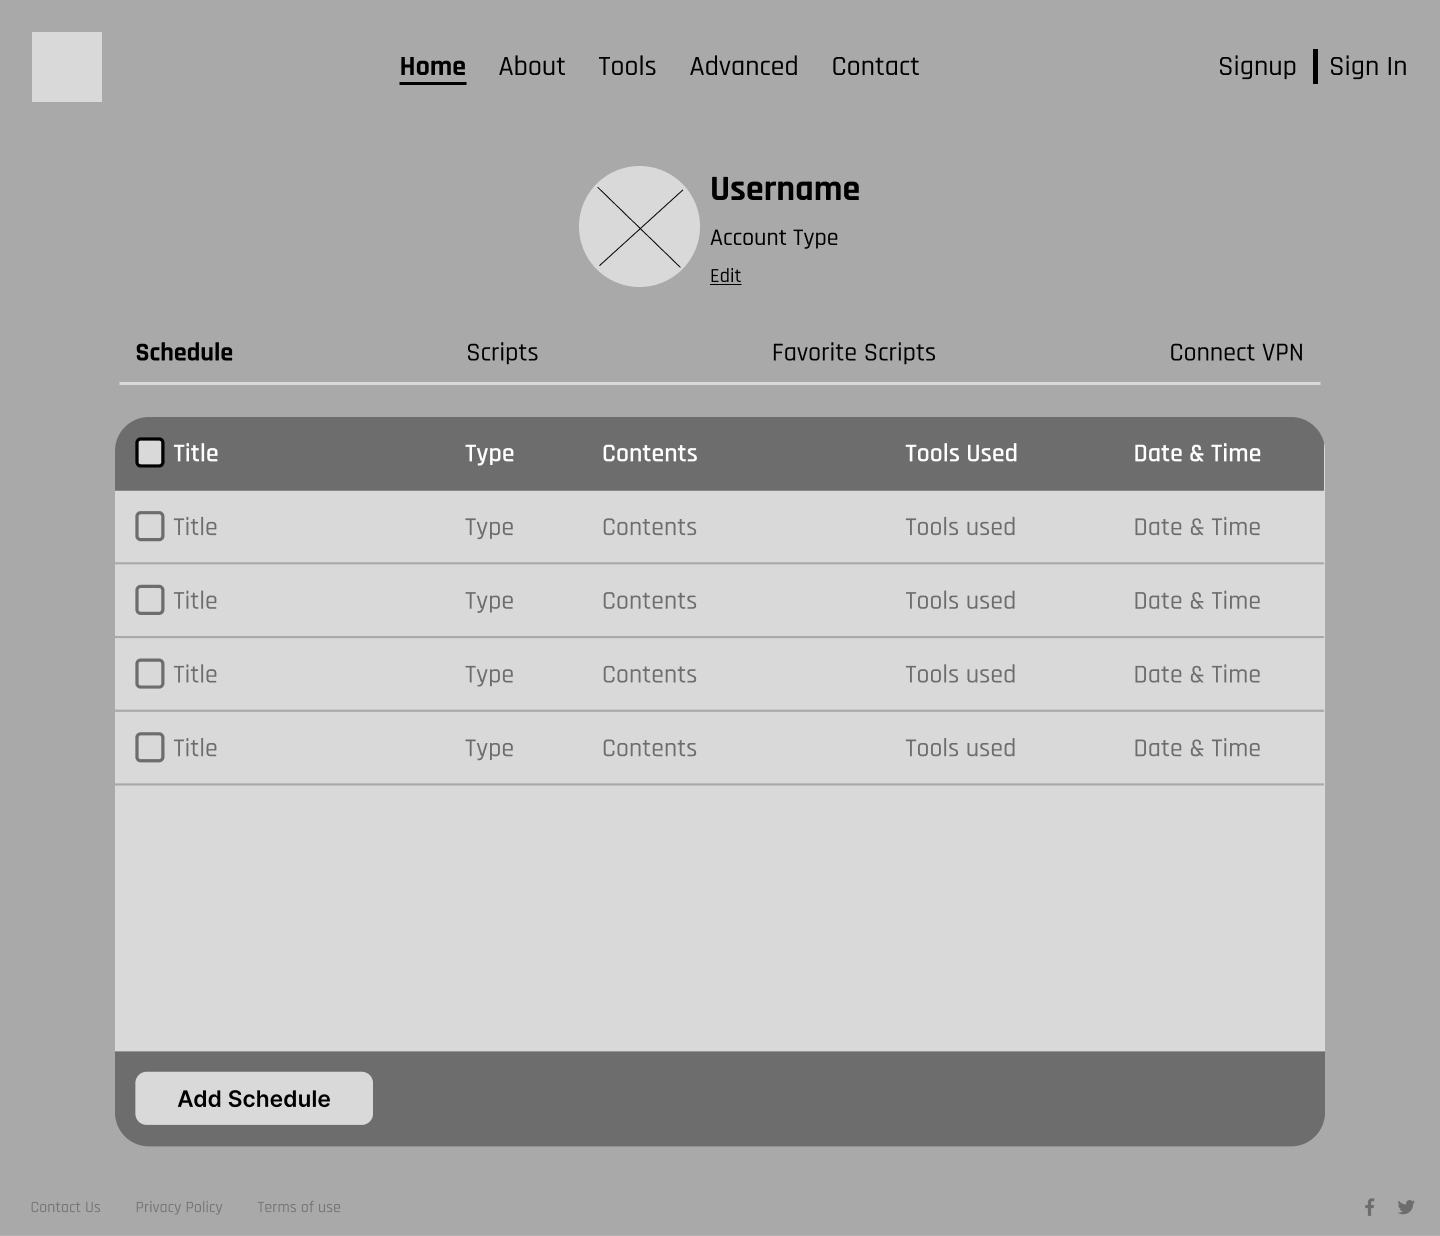 Home About Tools Advanced Contact Signup Sign In
Username
Account Type
Edit
Schedule Scripts Favorite Scripts Connect VPN
Title Type Contents Tools Used Date & Time
Title Type Contents Tools used Date & Time
Title Type Contents Tools used Date & Time
Title Type Contents Tools used Date & Time
Title Type Contents Tools used Date & Time
Add Schedule
Contact Us Privacy Policy Terms of use